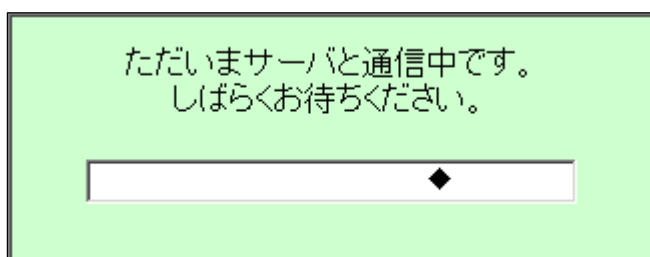 ただいまサーバと通信中です。
しばらくお待ちください。
◆